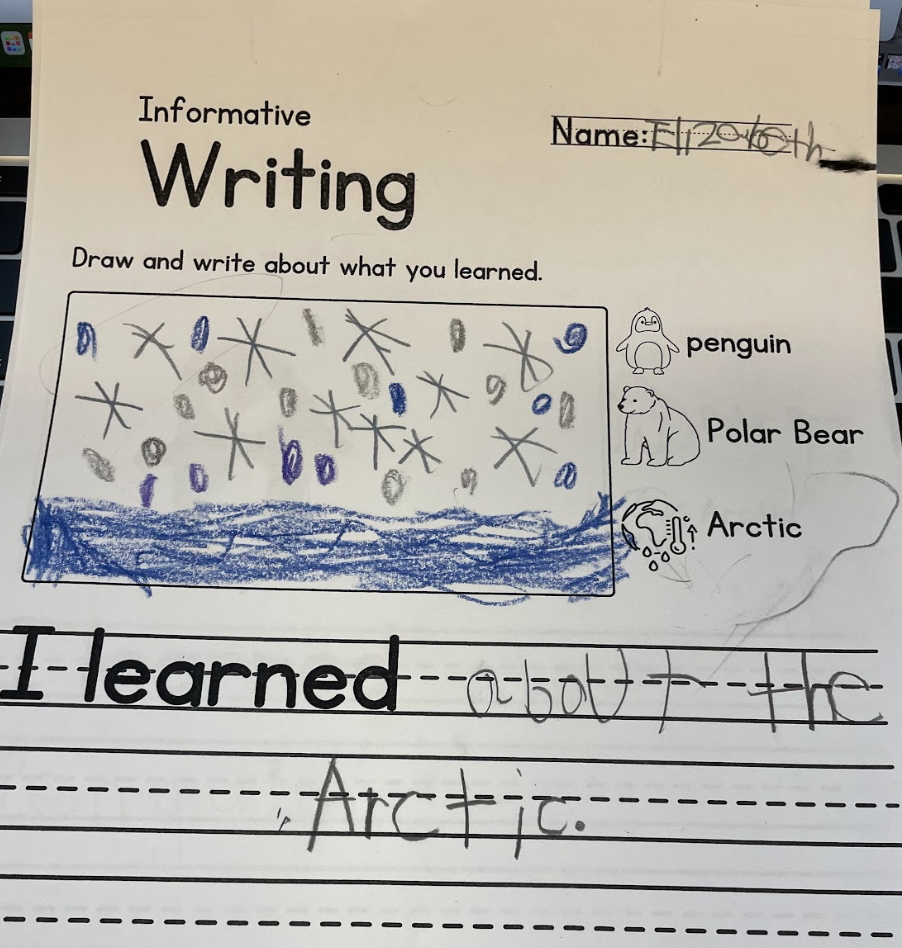 Informative
Writing
Name: Elizabeth
Draw and write about what you learned.
penguin
Polar Bear
Arctic
I learned about the
Arctic.